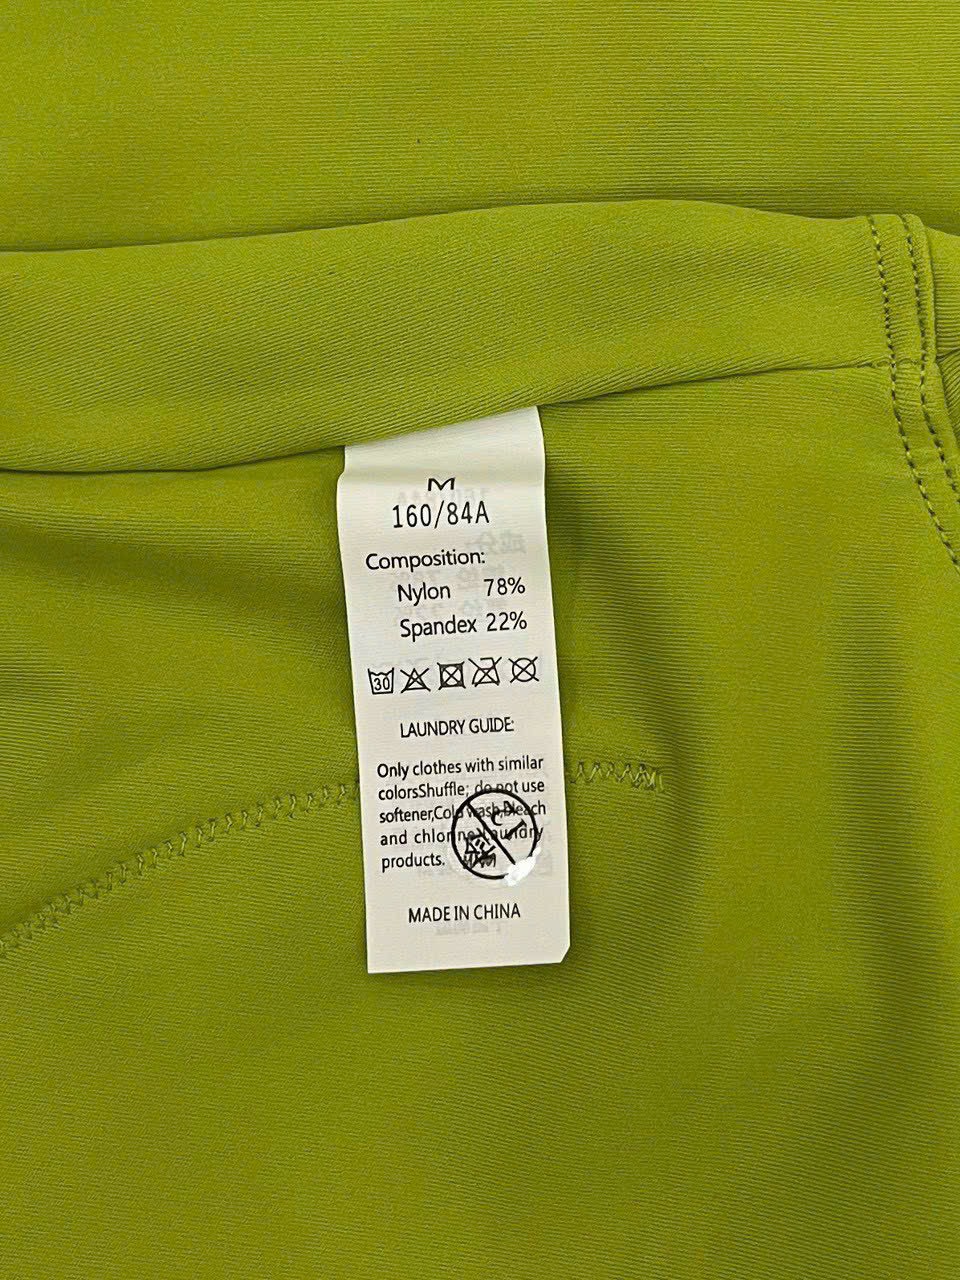 M
160/84A
Composition:
Nylon 78%
Spandex 22%
30
LAUNDRY GUIDE:
Only clothes with similar
colorsShuffle; do not use
softener,Cold wash,Bleach
and chlorine Laundry
products.
MADE IN CHINA